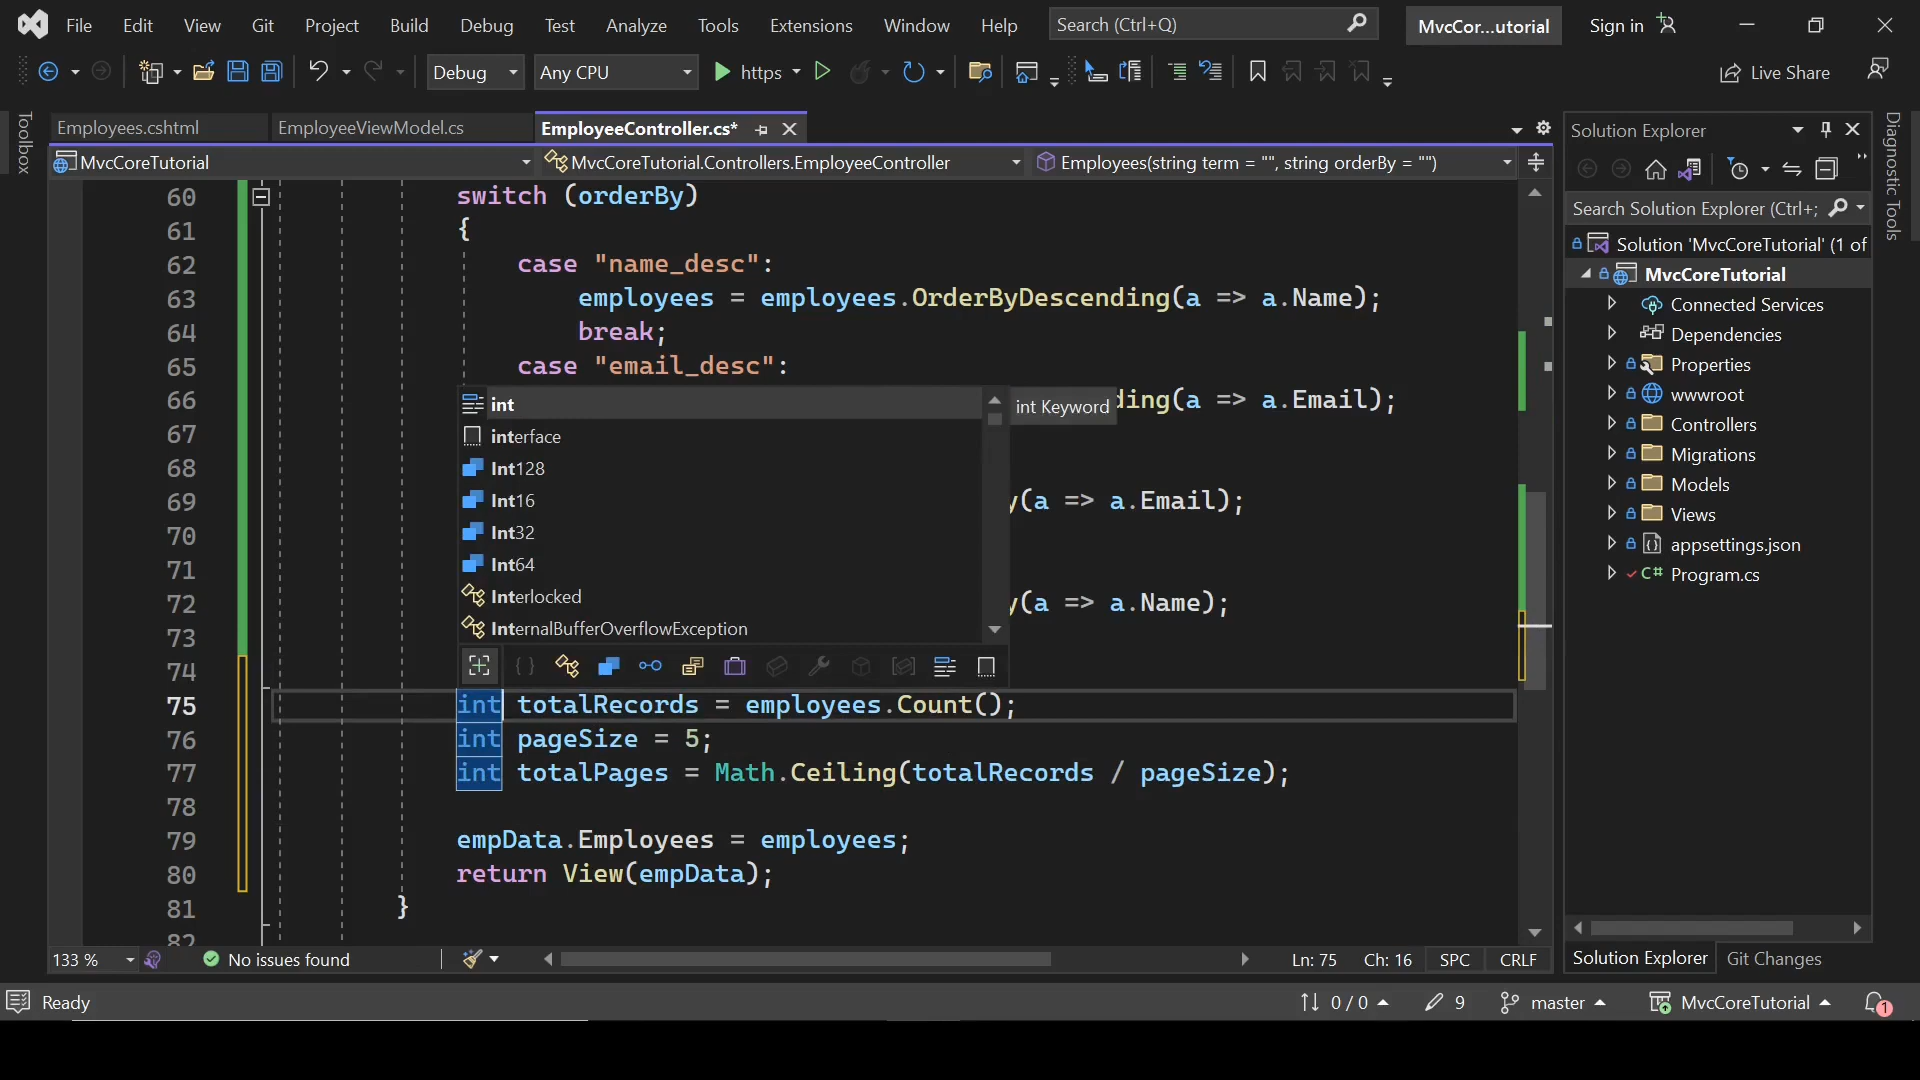 File Edit View Git Project Build Debug Test Analyze Tools Extensions Window Help Search (Ctrl+Q) MvcCor...utorial Sign in
Debug Any CPU https Live Share
Toolbox
Employees.cshtml EmployeeViewModel.cs EmployeeController.cs*
MvcCoreTutorial MvcCoreTutorial.Controllers.EmployeeController Employees(string term = "", string orderBy = "")
60 switch (orderBy)
61 {
62 case "name_desc":
63 employees = employees.OrderByDescending(a => a.Name);
64 break;
65 case "email_desc":
66 ding(a => a.Email);
67
68
69 y(a => a.Email);
70
71
72 y(a => a.Name);
73
74
int int Keyword
interface
Int128
Int16
Int32
Int64
Interlocked
InternalBufferOverflowException
75 int totalRecords = employees.Count();
76 int pageSize = 5;
77 int totalPages = Math.Ceiling(totalRecords / pageSize);
78
79 empData.Employees = employees;
80 return View(empData);
81 }
82
133 % No issues found Ln: 75 Ch: 16 SPC CRLF
Solution Explorer
Search Solution Explorer (Ctrl+;
Solution 'MvcCoreTutorial' (1 of
MvcCoreTutorial
Connected Services
Dependencies
Properties
wwwroot
Controllers
Migrations
Models
Views
appsettings.json
C# Program.cs
Solution Explorer Git Changes
Diagnostic Tools
Ready 0 / 0 9 master MvcCoreTutorial 1